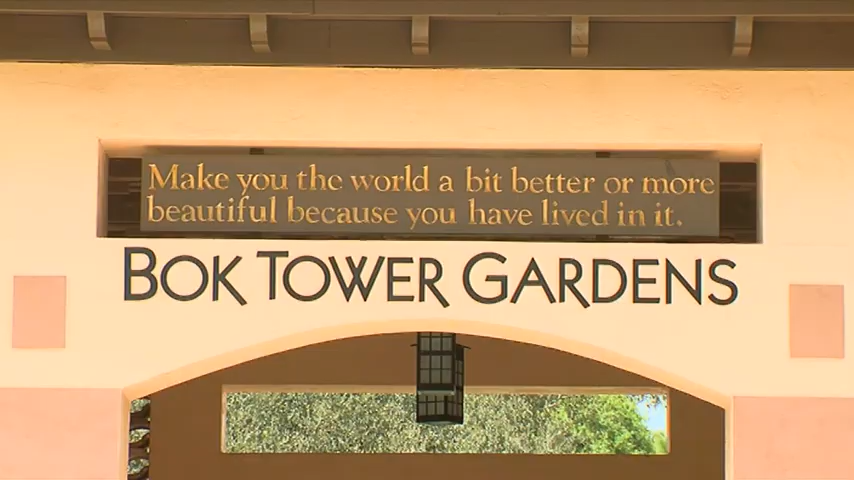 Make you the world a bit better or more
beautiful because you have lived in it.
BOK TOWER GARDENS